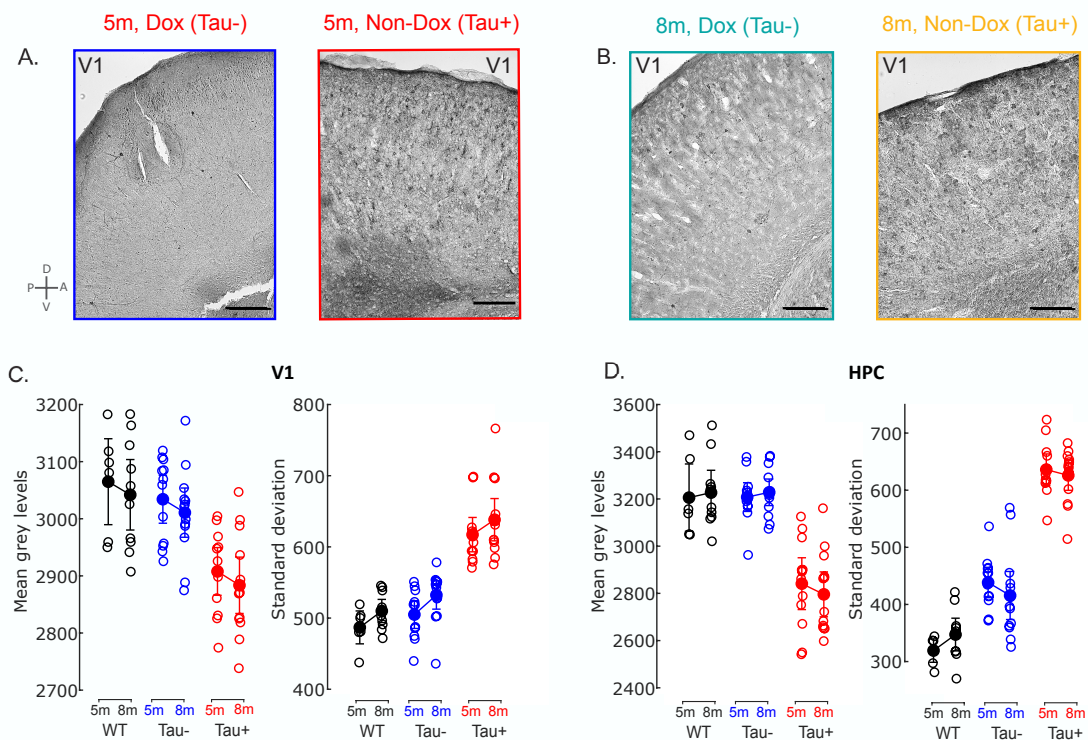 5m, Dox (Tau-)
5m, Non-Dox (Tau+)
8m, Dox (Tau-)
8m, Non-Dox (Tau+)
A.
V1
V1
B.
V1
V1
D
P A
V
C.
V1
Mean grey levels
3200
3100
3000
2900
2800
2700
5m 8m 5m 8m 5m 8m
WT Tau- Tau+
Standard deviation
800
700
600
500
400
5m 8m 5m 8m 5m 8m
WT Tau- Tau+
D.
HPC
Mean grey levels
3600
3400
3200
3000
2800
2600
2400
5m 8m 5m 8m 5m 8m
WT Tau- Tau+
Standard deviation
700
600
500
400
300
5m 8m 5m 8m 5m 8m
WT Tau- Tau+